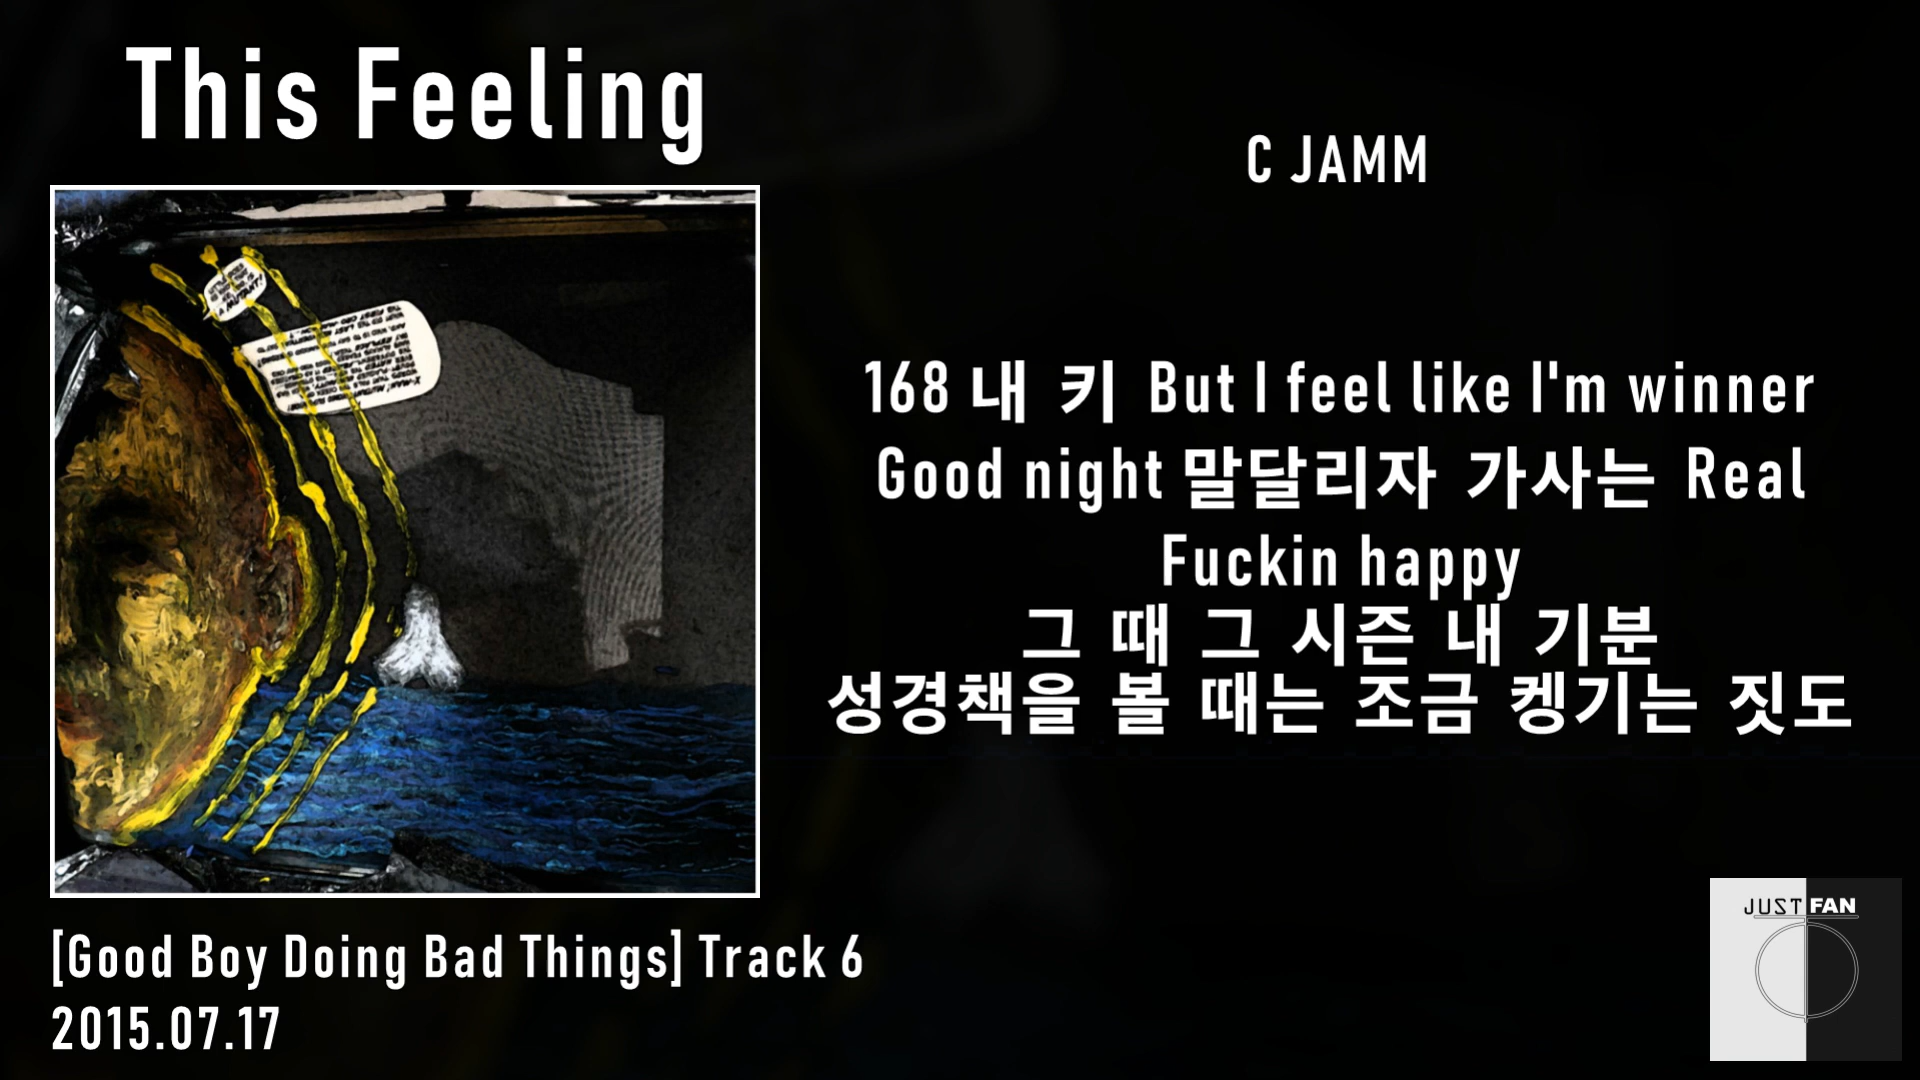 This Feeling
C JAMM
168 내 키 But I feel like I'm winner
Good night 말달리자 가사는 Real
Fuckin happy
그 때 그 시즌 내 기분
성경책을 볼 때는 조금 켕기는 짓도
[Good Boy Doing Bad Things] Track 6
2015.07.17
JUST FAN
A MUTANT!